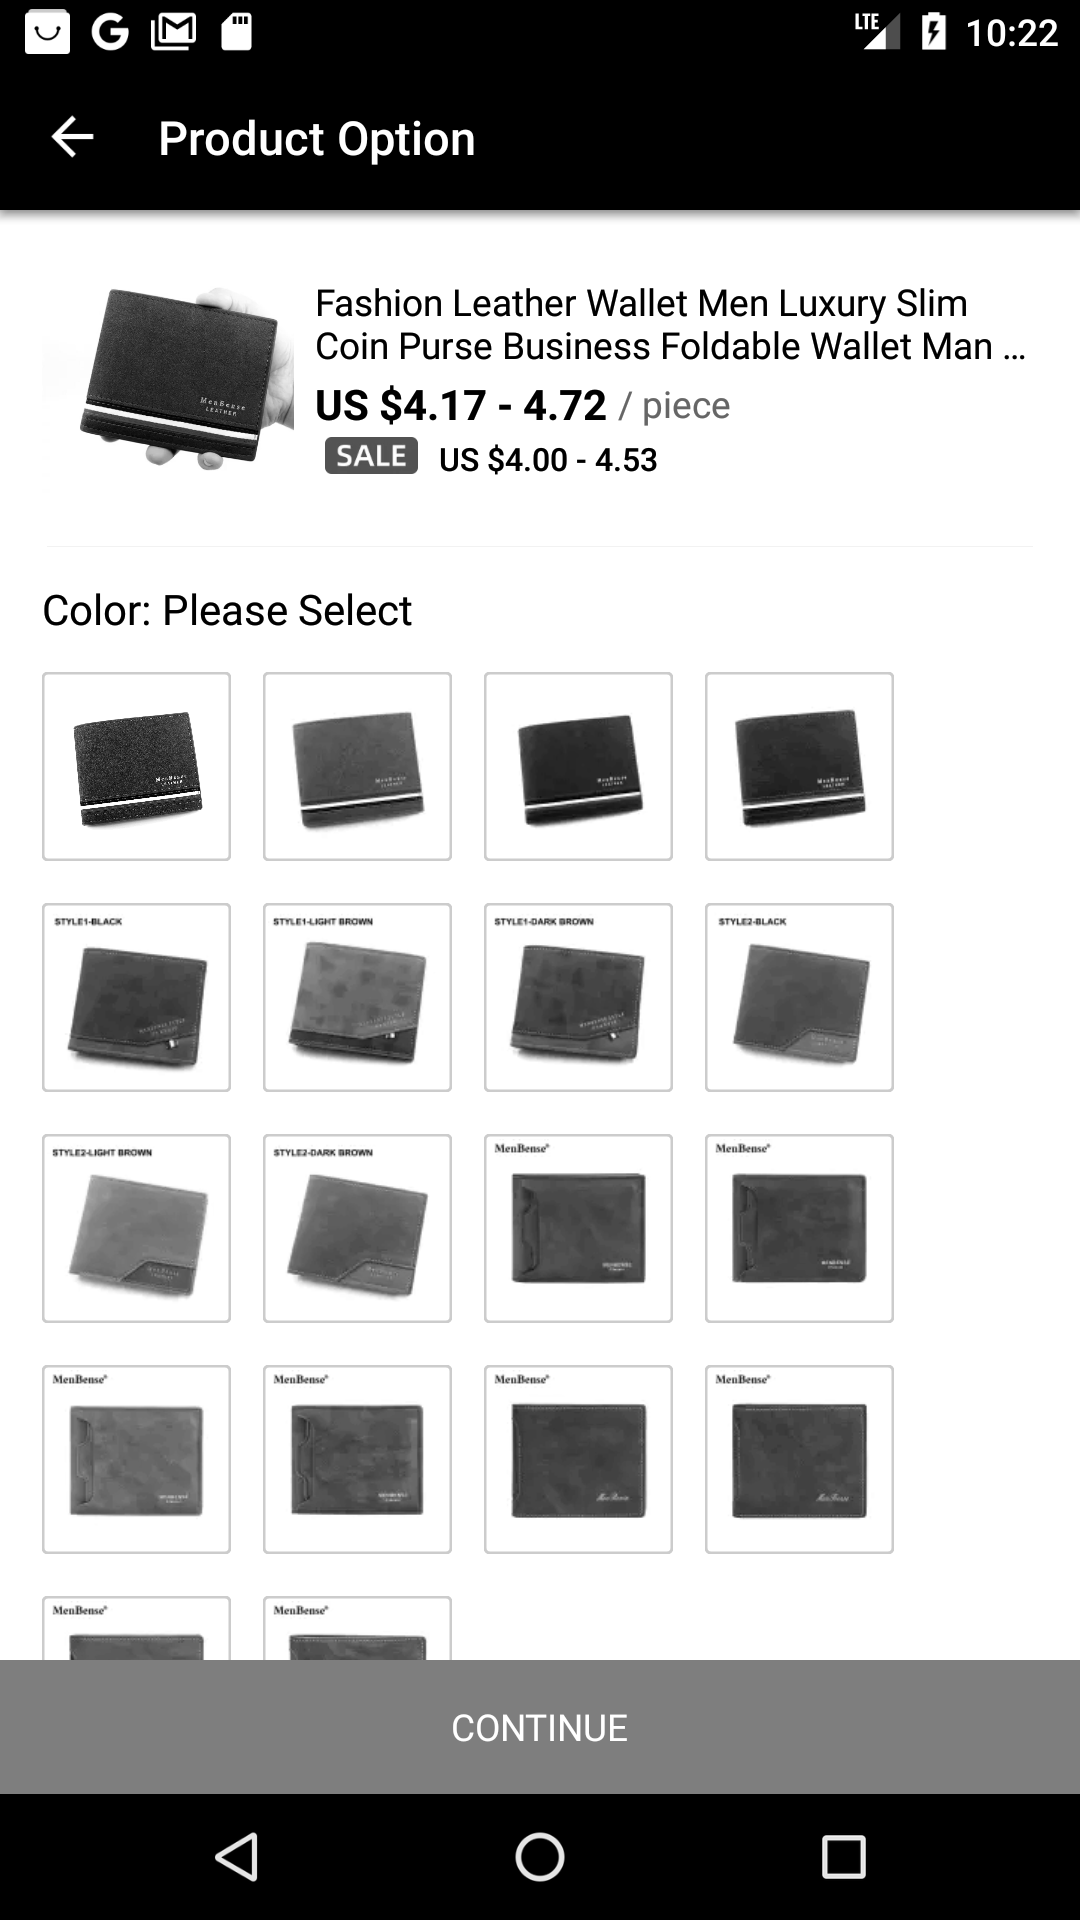 10:22
LTE
Product Option
Fashion Leather Wallet Men Luxury Slim
Coin Purse Business Foldable Wallet Man ...
US $4.17 - 4.72 / piece
SALE US $4.00 - 4.53
MenBense
LEATHER
Color: Please Select
STYLE1-BLACK
STYLE1-LIGHT BROWN
STYLE1-DARK BROWN
STYLE2-BLACK
STYLE2-LIGHT BROWN
STYLE2-DARK BROWN
MenBense®
MenBense®
MenBense®
MenBense®
MenBense®
MenBense®
MenBense®
MenBense®
CONTINUE